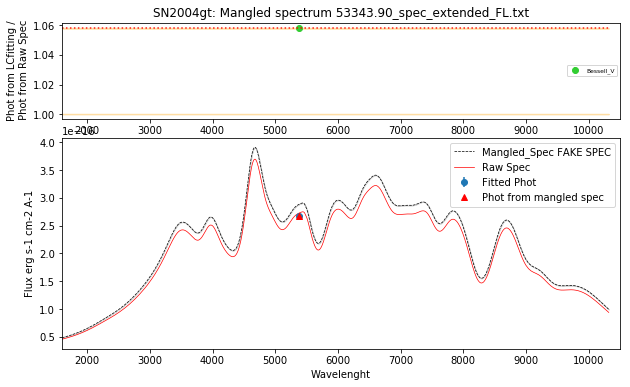 SN2004gt: Mangled spectrum 53343.90_spec_extended_FL.txt
Phot from LCfitting /
Phot from Raw Spec
1.06
1.04
1.02
1.00
Bessell_V
2000 3000 4000 5000 6000 7000 8000 9000 10000
1e−16
Flux erg s-1 cm-2 A-1
4.0
3.5
3.0
2.5
2.0
1.5
1.0
0.5
Mangled_Spec FAKE SPEC
Raw Spec
Fitted Phot
Phot from mangled spec
2000 3000 4000 5000 6000 7000 8000 9000 10000
Wavelenght